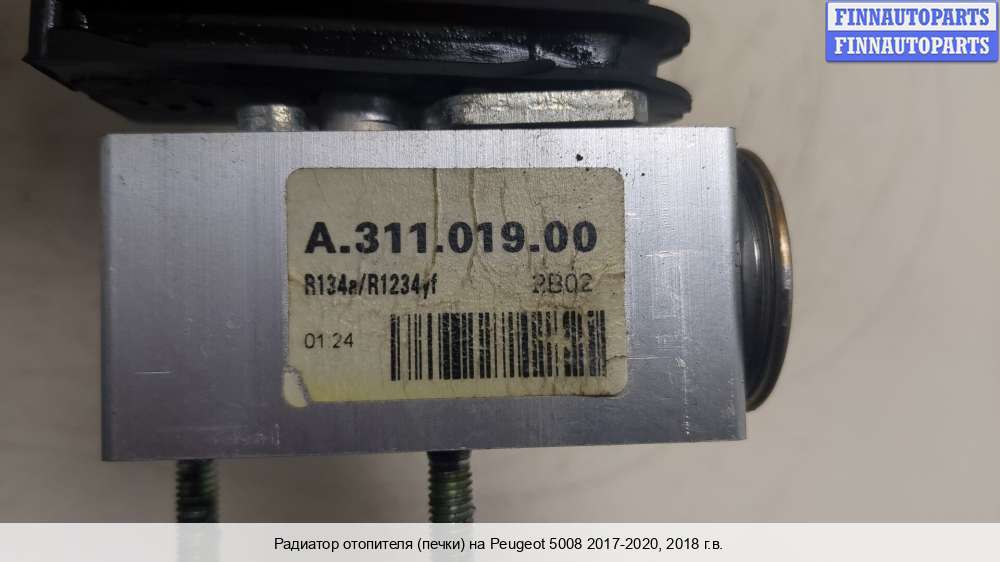 FINNAUTOPARTS
FINNAUTOPARTS
A.311.019.00
R134a/R1234yf 2B02
01 24
Радиатор отопителя (печки) на Peugeot 5008 2017-2020, 2018 г.в.